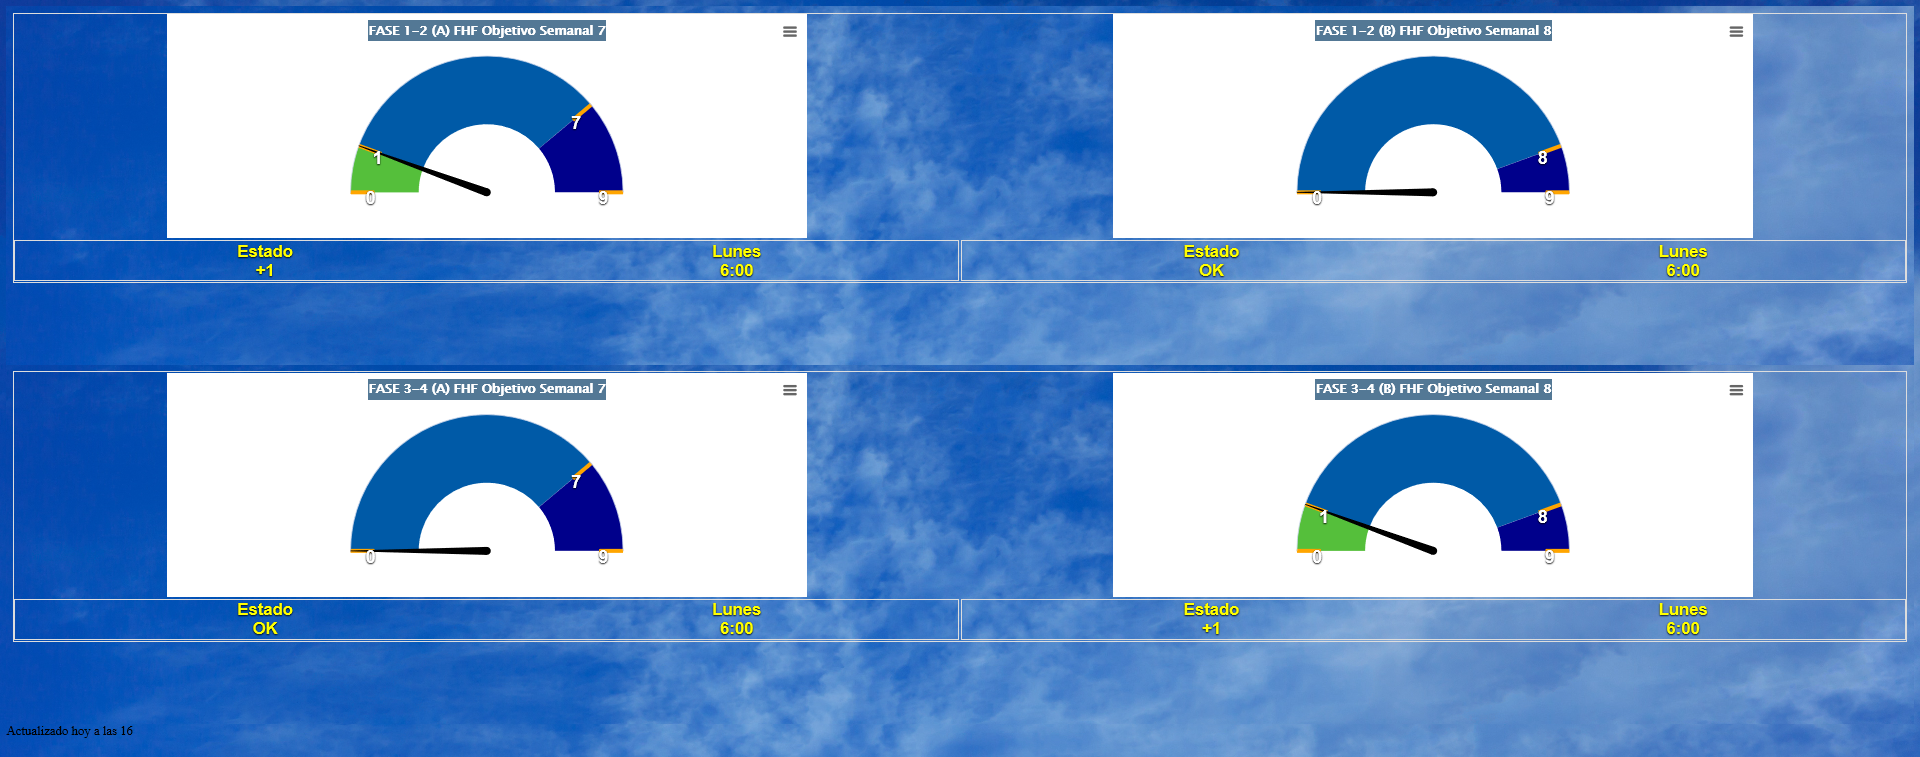 FASE 1-2 (A) FHF Objetivo Semanal 7
7
1
0
9
Estado
+1
Lunes
6:00
FASE 1-2 (B) FHF Objetivo Semanal 8
8
0
9
Estado
OK
Lunes
6:00
FASE 3-4 (A) FHF Objetivo Semanal 7
7
0
9
Estado
OK
Lunes
6:00
FASE 3-4 (B) FHF Objetivo Semanal 8
1
8
0
9
Estado
+1
Lunes
6:00
Actualizado hoy a las 16